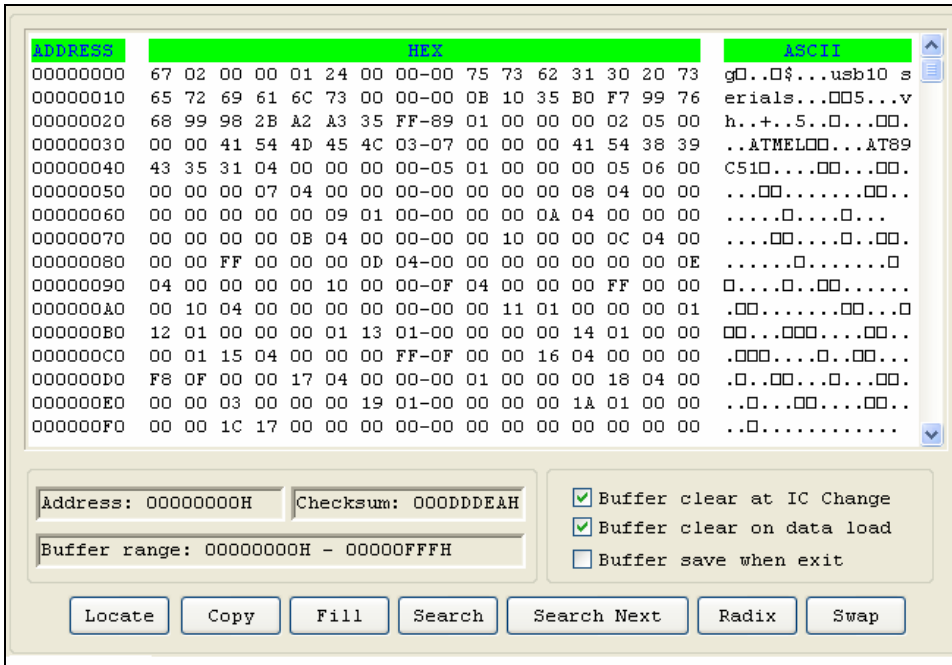 ADDRESS HEX ASCII
00000000 67 02 00 00 01 24 00 00-00 75 73 62 31 30 20 73 g□..□$...usb10 s
00000010 65 72 69 61 6C 73 00 00-00 0B 10 35 B0 F7 99 76 erials...□□5...v
00000020 68 99 98 2B A2 A3 35 FF-89 01 00 00 00 02 05 00 h..+..5..□...□□.
00000030 00 00 41 54 4D 45 4C 03-07 00 00 00 41 54 38 39 ..ATMEL□□...AT89
00000040 43 35 31 04 00 00 00 00-05 01 00 00 00 05 06 00 C51□....□□...□□.
00000050 00 00 00 07 04 00 00 00-00 00 00 00 08 04 00 00 ...□□.......□□..
00000060 00 00 00 00 00 09 01 00-00 00 00 0A 04 00 00 00 .....□....□...
00000070 00 00 00 00 0B 04 00 00-00 00 10 00 00 0C 04 00 ....□□....□..□□.
00000080 00 00 FF 00 00 00 0D 04-00 00 00 00 00 00 00 0E .......□.......□
00000090 04 00 00 00 00 10 00 00-0F 04 00 00 00 FF 00 00 □....□..□□......
000000A0 00 10 04 00 00 00 00 00-00 00 11 01 00 00 00 01 .□□.......□□...□
000000B0 12 01 00 00 00 01 13 01-00 00 00 00 14 01 00 00 □□...□□□....□□..
000000C0 00 01 15 04 00 00 00 FF-0F 00 00 16 04 00 00 00 .□□□....□..□□...
000000D0 F8 0F 00 00 17 04 00 00-00 01 00 00 00 18 04 00 .□..□□...□...□□.
000000E0 00 00 03 00 00 00 19 01-00 00 00 00 1A 01 00 00 ..□...□□....□□..
000000F0 00 00 1C 17 00 00 00 00-00 00 00 00 00 00 00 00 ..□.............
Address: 00000000H Checksum: 000DDDEAH
Buffer range: 00000000H - 00000FFFH
Buffer clear at IC Change
Buffer clear on data load
Buffer save when exit
Locate Copy Fill Search Search Next Radix Swap